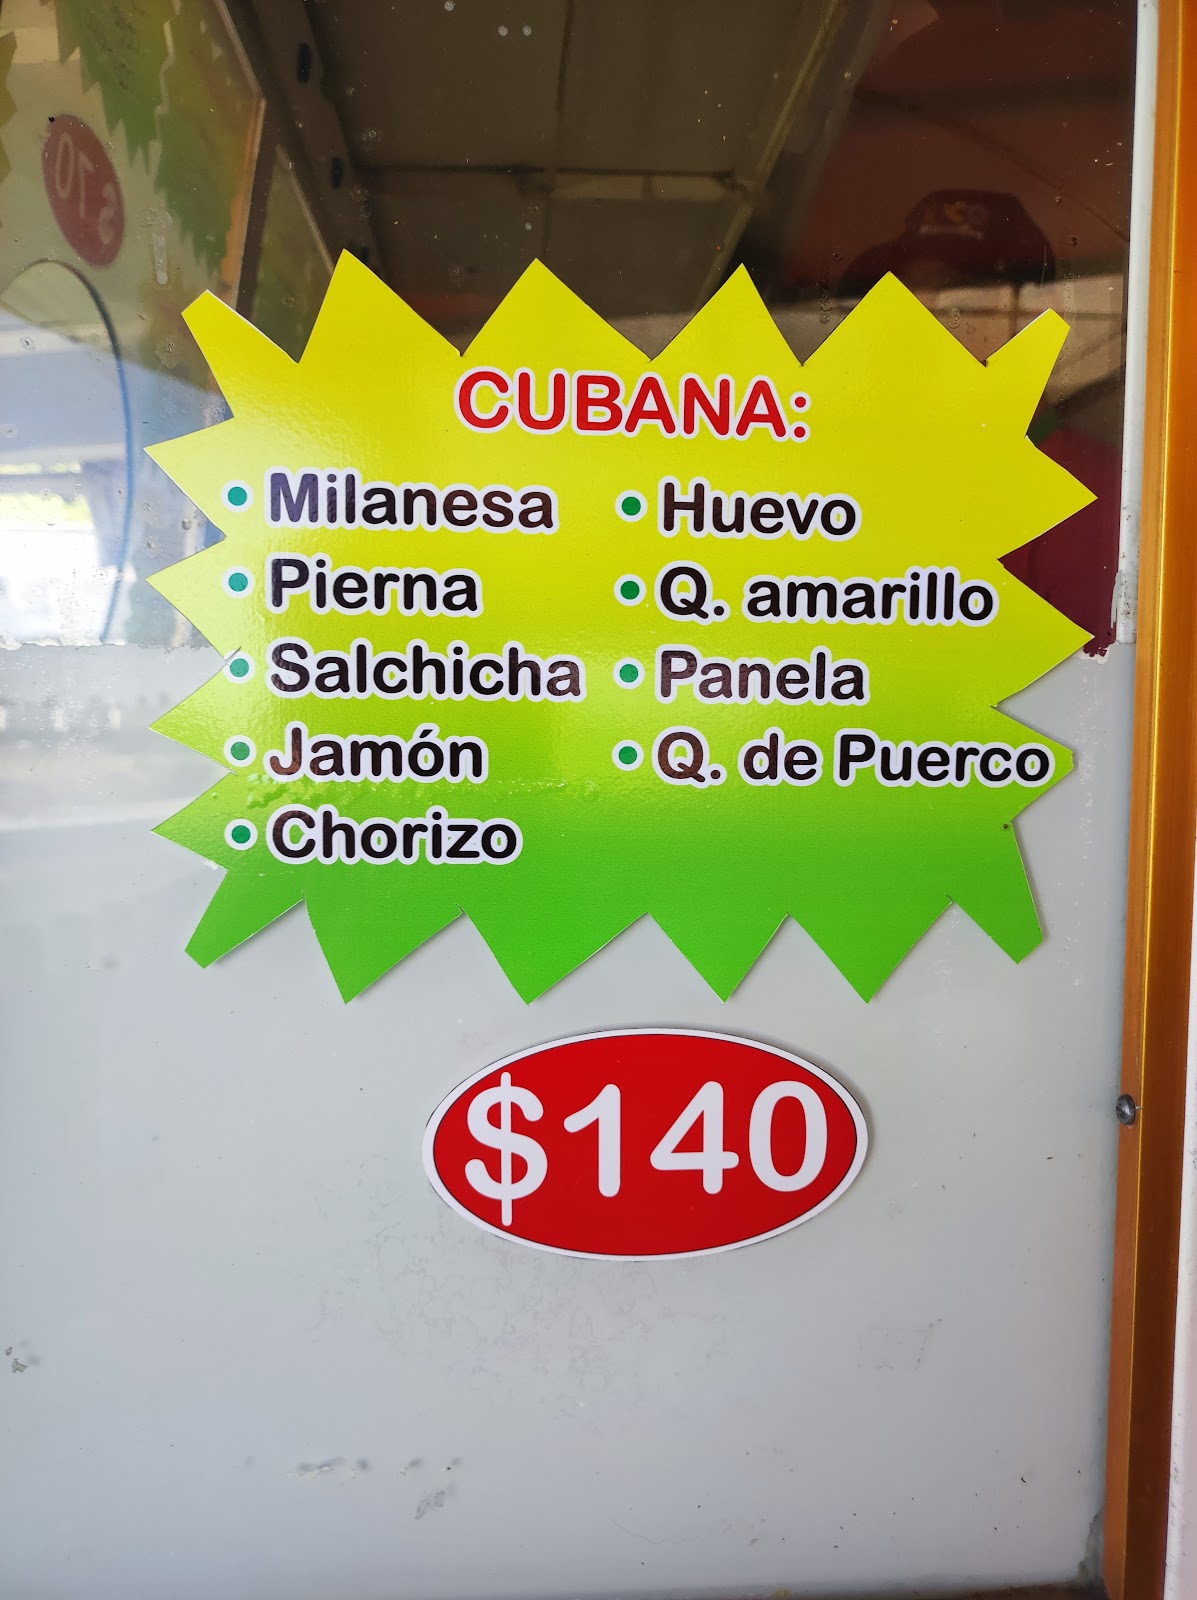 CUBANA:
• Milanesa
• Pierna
• Salchicha
• Jamón
• Chorizo
• Huevo
• Q. amarillo
• Panela
• Q. de Puerco
$140